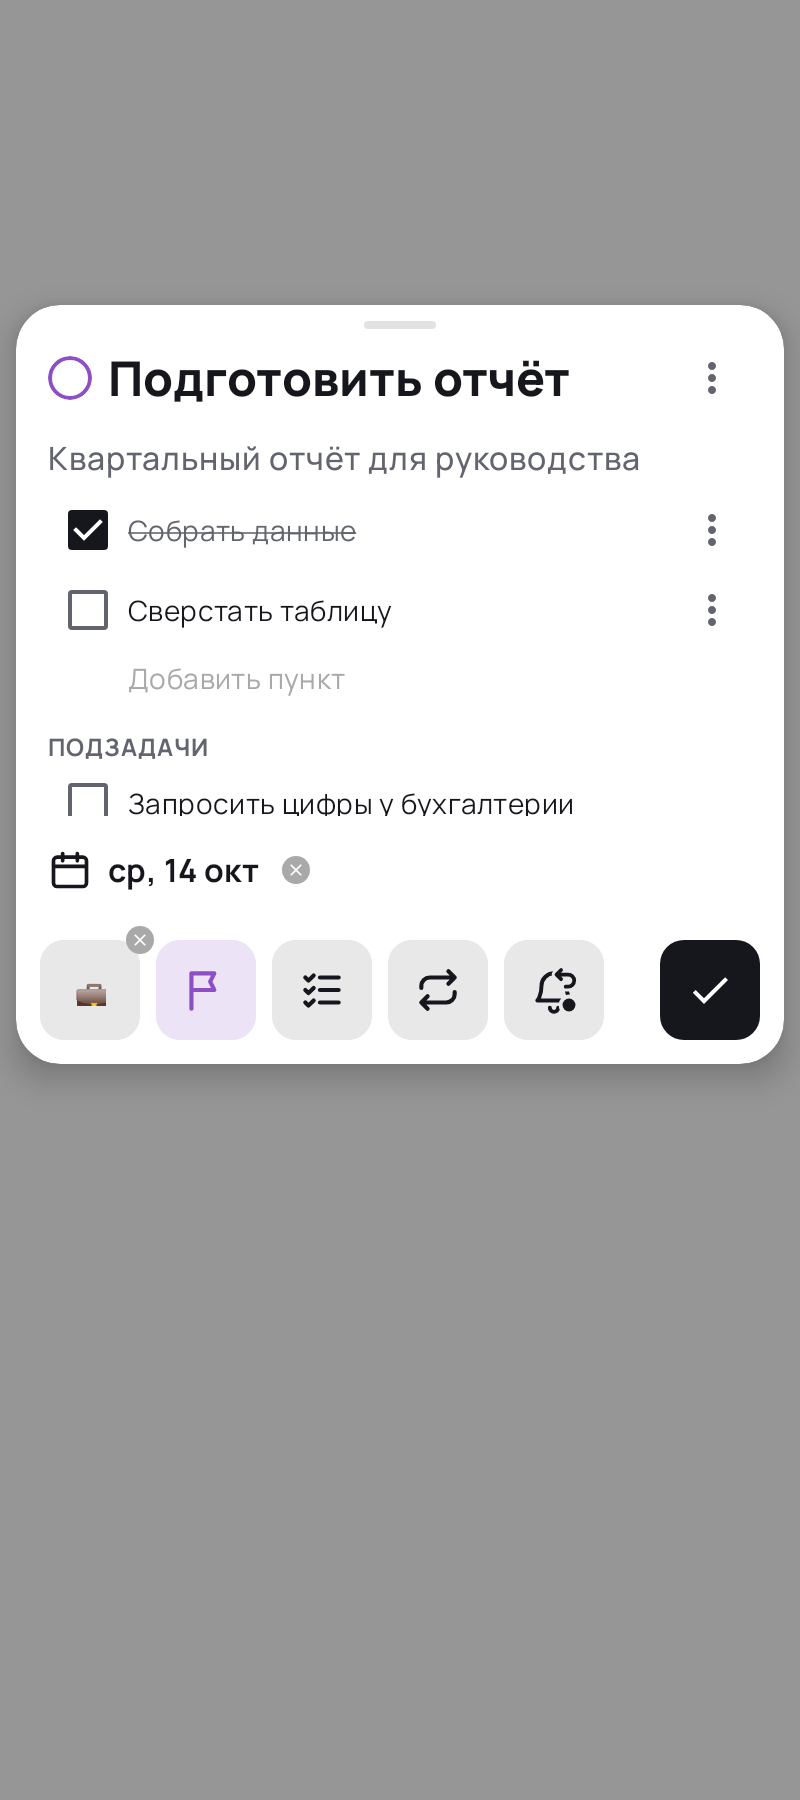 Подготовить отчёт
Квартальный отчёт для руководства
Собрать данные
Сверстать таблицу
Добавить пункт
ПОДЗАДАЧИ
Запросить цифры у бухгалтерии
ср, 14 окт